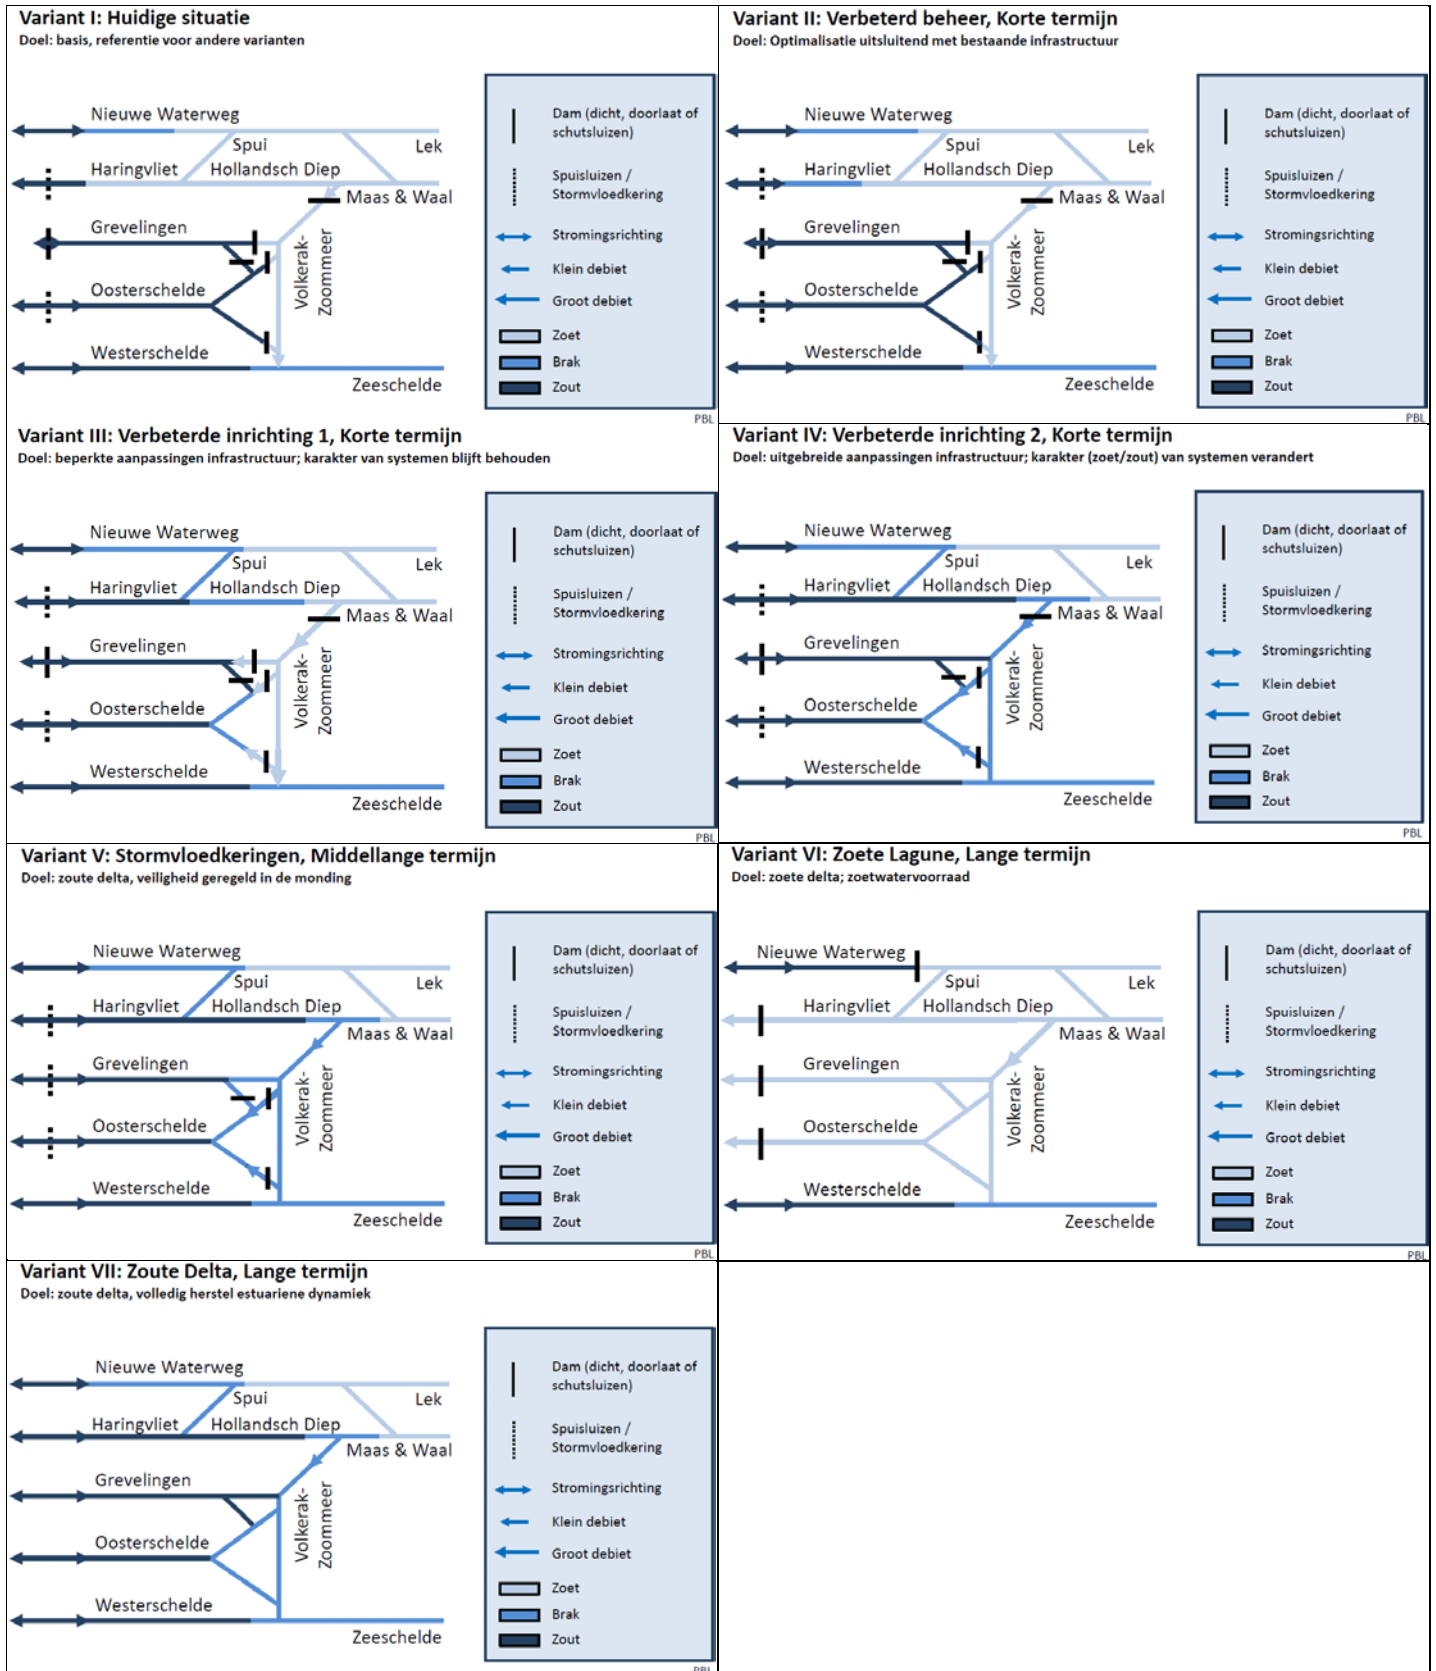 Variant I: Huidige situatie
Doel: basis, referentie voor andere varianten
Nieuwe Waterweg
Spui
Lek
Haringvliet
Hollandsch Diep
Maas & Waal
Grevelingen
Volkerak-
Zoommeer
Oosterschelde
Westerschelde
Zeeschelde
Dam (dicht, doorlaat of
schutsluizen)
Spuisluizen /
Stormvloedkering
Stromingsrichting
Klein debiet
Groot debiet
Zoet
Brak
Zout
PBL
Variant II: Verbeterd beheer, Korte termijn
Doel: Optimalisatie uitsluitend met bestaande infrastructuur
Nieuwe Waterweg
Spui
Lek
Haringvliet
Hollandsch Diep
Maas & Waal
Grevelingen
Volkerak-
Zoommeer
Oosterschelde
Westerschelde
Zeeschelde
Dam (dicht, doorlaat of
schutsluizen)
Spuisluizen /
Stormvloedkering
Stromingsrichting
Klein debiet
Groot debiet
Zoet
Brak
Zout
PBL
Variant III: Verbeterde inrichting 1, Korte termijn
Doel: beperkte aanpassingen infrastructuur; karakter van systemen blijft behouden
Nieuwe Waterweg
Spui
Lek
Haringvliet
Hollandsch Diep
Maas & Waal
Grevelingen
Volkerak-
Zoommeer
Oosterschelde
Westerschelde
Zeeschelde
Dam (dicht, doorlaat of
schutsluizen)
Spuisluizen /
Stormvloedkering
Stromingsrichting
Klein debiet
Groot debiet
Zoet
Brak
Zout
PBL
Variant IV: Verbeterde inrichting 2, Korte termijn
Doel: uitgebreide aanpassingen infrastructuur; karakter (zoet/zout) van systemen verandert
Nieuwe Waterweg
Spui
Lek
Haringvliet
Hollandsch Diep
Maas & Waal
Grevelingen
Volkerak-
Zoommeer
Oosterschelde
Westerschelde
Zeeschelde
Dam (dicht, doorlaat of
schutsluizen)
Spuisluizen /
Stormvloedkering
Stromingsrichting
Klein debiet
Groot debiet
Zoet
Brak
Zout
PBL
Variant V: Stormvloedkeringen, Middellange termijn
Doel: zoute delta, veiligheid geregeld in de monding
Nieuwe Waterweg
Spui
Lek
Haringvliet
Hollandsch Diep
Maas & Waal
Grevelingen
Volkerak-
Zoommeer
Oosterschelde
Westerschelde
Zeeschelde
Dam (dicht, doorlaat of
schutsluizen)
Spuisluizen /
Stormvloedkering
Stromingsrichting
Klein debiet
Groot debiet
Zoet
Brak
Zout
PBL
Variant VI: Zoete Lagune, Lange termijn
Doel: zoete delta; zoetwatervoorraad
Nieuwe Waterweg
Spui
Lek
Haringvliet
Hollandsch Diep
Maas & Waal
Grevelingen
Volkerak-
Zoommeer
Oosterschelde
Westerschelde
Zeeschelde
Dam (dicht, doorlaat of
schutsluizen)
Spuisluizen /
Stormvloedkering
Stromingsrichting
Klein debiet
Groot debiet
Zoet
Brak
Zout
PBL
Variant VII: Zoute Delta, Lange termijn
Doel: zoute delta, volledig herstel estuariene dynamiek
Nieuwe Waterweg
Spui
Lek
Haringvliet
Hollandsch Diep
Maas & Waal
Grevelingen
Volkerak-
Zoommeer
Oosterschelde
Westerschelde
Zeeschelde
Dam (dicht, doorlaat of
schutsluizen)
Spuisluizen /
Stormvloedkering
Stromingsrichting
Klein debiet
Groot debiet
Zoet
Brak
Zout
PBL